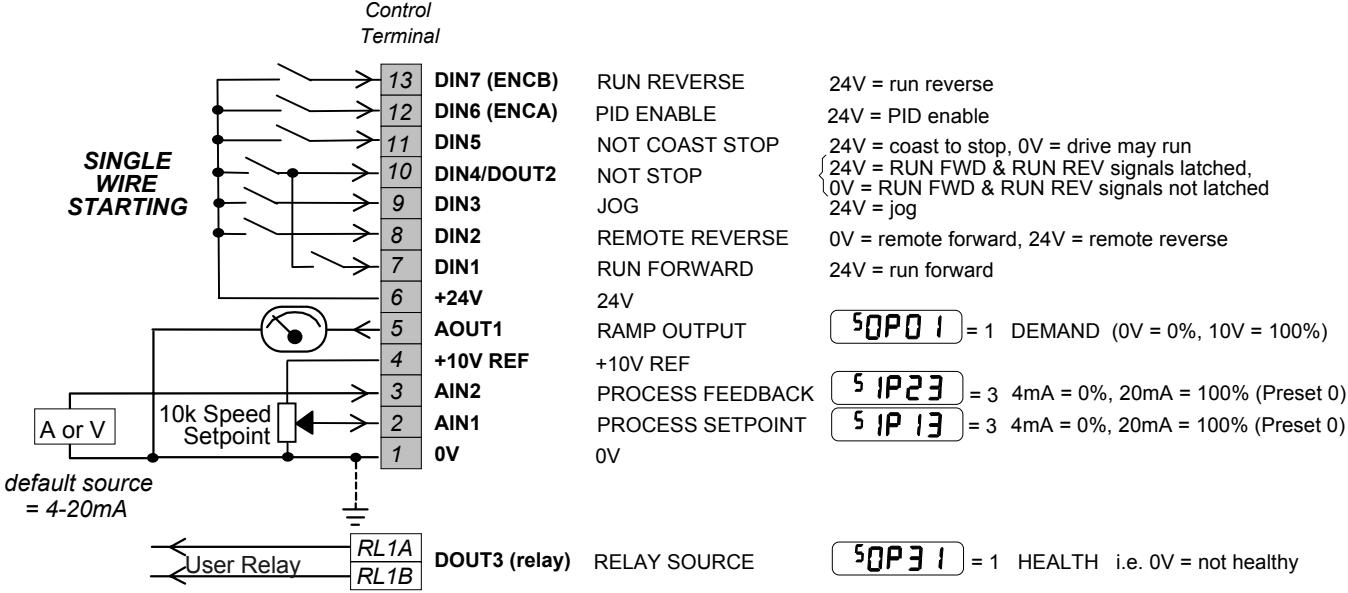 Control
Terminal
13 DIN7 (ENCB) RUN REVERSE 24V = run reverse
12 DIN6 (ENCA) PID ENABLE 24V = PID enable
11 DIN5 NOT COAST STOP 24V = coast to stop, 0V = drive may run
SINGLE
WIRE
STARTING
10 DIN4/DOUT2 NOT STOP 24V = RUN FWD & RUN REV signals latched,
0V = RUN FWD & RUN REV signals not latched
9 DIN3 JOG 24V = jog
8 DIN2 REMOTE REVERSE 0V = remote forward, 24V = remote reverse
7 DIN1 RUN FORWARD 24V = run forward
6 +24V 24V
5 AOUT1 RAMP OUTPUT SOP01 = 1 DEMAND (0V = 0%, 10V = 100%)
4 +10V REF +10V REF
3 AIN2 PROCESS FEEDBACK SIP23 = 3 4mA = 0%, 20mA = 100% (Preset 0)
A or V
10k Speed
Setpoint
2 AIN1 PROCESS SETPOINT SIP13 = 3 4mA = 0%, 20mA = 100% (Preset 0)
1 0V 0V
default source
= 4-20mA
User Relay
RL1A
RL1B
DOUT3 (relay) RELAY SOURCE SOP31 = 1 HEALTH i.e. 0V = not healthy